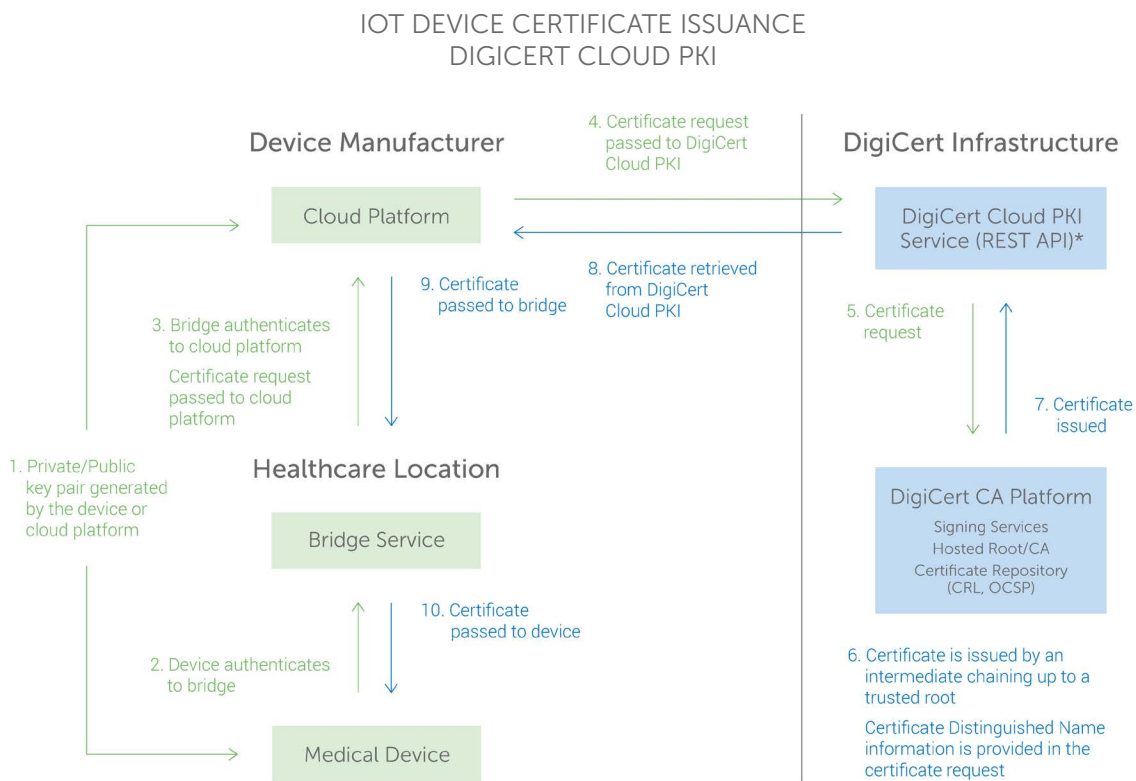 IOT DEVICE CERTIFICATE ISSUANCE
DIGICERT CLOUD PKI
Device Manufacturer
4. Certificate request
passed to DigiCert
Cloud PKI
DigiCert Infrastructure
Cloud Platform
DigiCert Cloud PKI
Service (REST API)*
9. Certificate
passed to bridge
8. Certificate retrieved
from DigiCert
Cloud PKI
3. Bridge authenticates
to cloud platform
Certificate request
passed to cloud
platform
5. Certificate
request
7. Certificate
issued
1. Private/Public
key pair generated
by the device or
cloud platform
Healthcare Location
Bridge Service
DigiCert CA Platform
Signing Services
Hosted Root/CA
Certificate Repository
(CRL, OCSP)
10. Certificate
passed to device
2. Device authenticates
to bridge
6. Certificate is issued by an
intermediate chaining up to a
trusted root
Certificate Distinguished Name
information is provided in the
certificate request
Medical Device